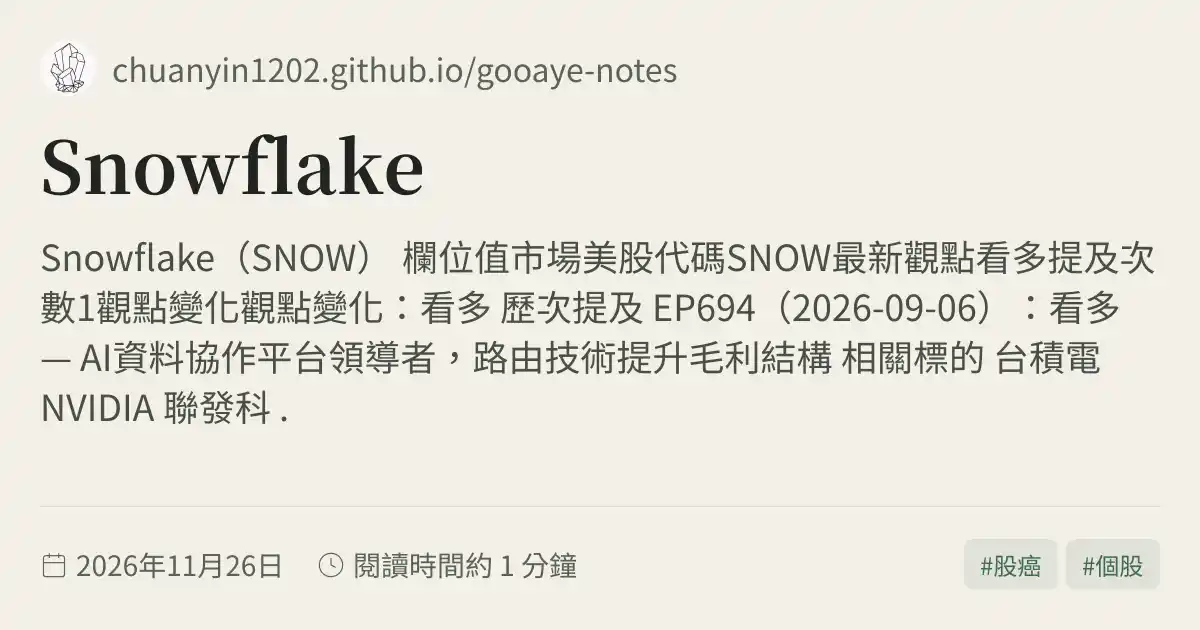 chuanyin1202.github.io/gooaye-notes
Snowflake
Snowflake（SNOW） 欄位值市場美股代碼SNOW最新觀點看多提及次
數1觀點變化觀點變化：看多 歷次提及 EP694（2026-09-06）：看多
— AI資料協作平台領導者，路由技術提升毛利結構 相關標的 台積電
NVIDIA 聯發科 .
2026年11月26日 閱讀時間約 1 分鐘 #股癌 #個股